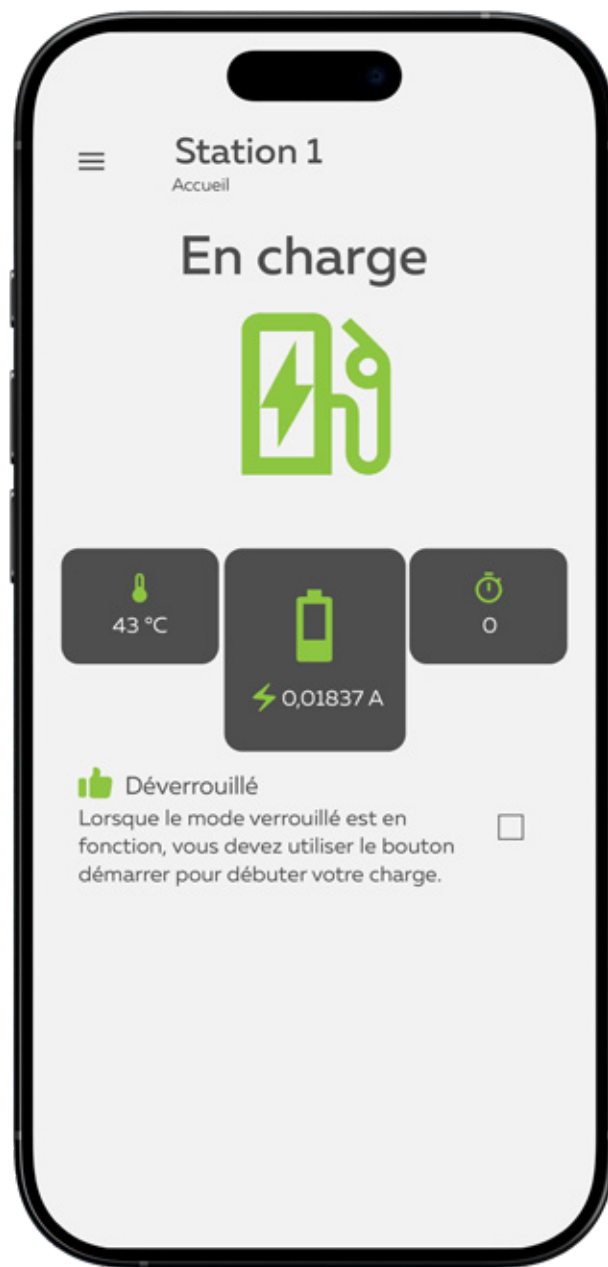 Station 1
Accueil
En charge
43 °C
0,01837 A
0
Déverrouillé
Lorsque le mode verrouillé est en
fonction, vous devez utiliser le bouton
démarrer pour débuter votre charge.